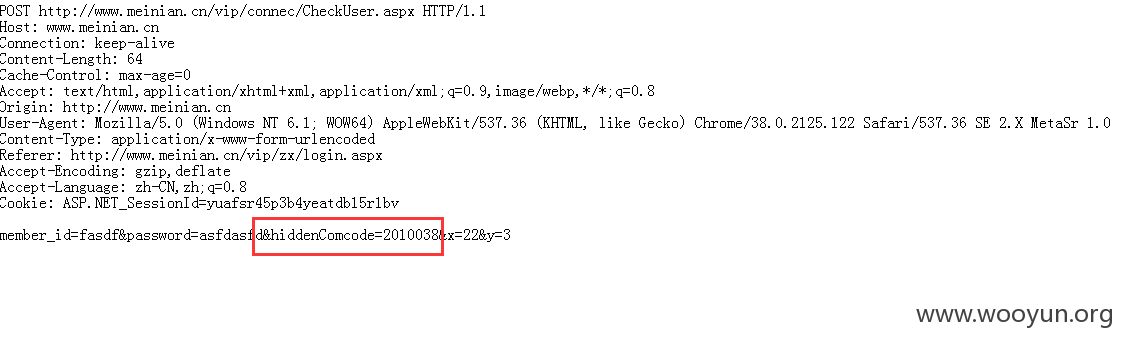 POST http://www.meinian.cn/vip/connec/CheckUser.aspx HTTP/1.1
Host: www.meinian.cn
Connection: keep-alive
Content-Length: 64
Cache-Control: max-age=0
Accept: text/html,application/xhtml+xml,application/xml;q=0.9,image/webp,*/*;q=0.8
Origin: http://www.meinian.cn
User-Agent: Mozilla/5.0 (Windows NT 6.1; WOW64) AppleWebKit/537.36 (KHTML, like Gecko) Chrome/38.0.2125.122 Safari/537.36 SE 2.X MetaSr 1.0
Content-Type: application/x-www-form-urlencoded
Referer: http://www.meinian.cn/vip/zx/login.aspx
Accept-Encoding: gzip,deflate
Accept-Language: zh-CN,zh;q=0.8
Cookie: ASP.NET_SessionId=yuafsr45p3b4yeatdbl5rlbv
member_id=fasdf&password=asfdasfd&hiddenComcode=2010038&x=22&y=3
www.wooyun.org